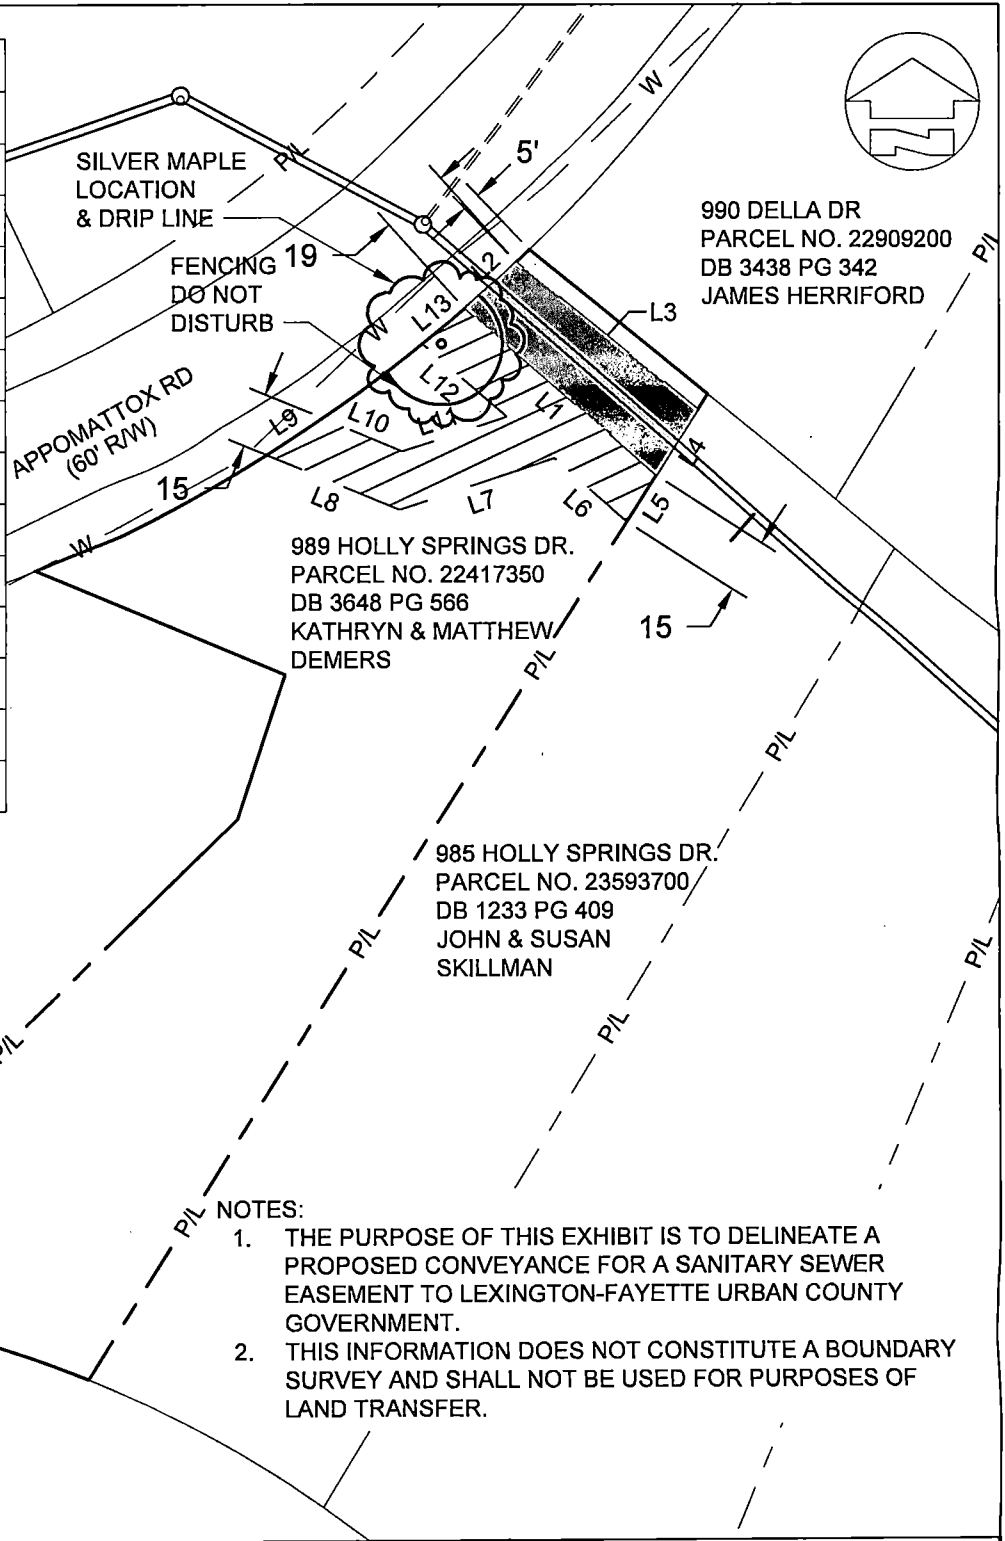 P/L
W
5'
SILVER MAPLE
LOCATION
& DRIP LINE
19
FENCING
DO NOT
DISTURB
N
990 DELLA DR
PARCEL NO. 22909200
DB 3438 PG 342
JAMES HERRIFORD
P/L
L2
L3
L13
W
L12
L1
L11
L10
L9
APPOMATTOX RD
(60' R/W)
15
L4
L8
L7
L6
L5
W
989 HOLLY SPRINGS DR.
PARCEL NO. 22417350
DB 3648 PG 566
KATHRYN & MATTHEW
DEMERS
15
P/L
P/L
985 HOLLY SPRINGS DR.
PARCEL NO. 23593700
DB 1233 PG 409
JOHN & SUSAN
SKILLMAN
P/L
P/L
P/L
P/L
P/L
NOTES:
1. THE PURPOSE OF THIS EXHIBIT IS TO DELINEATE A
PROPOSED CONVEYANCE FOR A SANITARY SEWER
EASEMENT TO LEXINGTON-FAYETTE URBAN COUNTY
GOVERNMENT.
2. THIS INFORMATION DOES NOT CONSTITUTE A BOUNDARY
SURVEY AND SHALL NOT BE USED FOR PURPOSES OF
LAND TRANSFER.